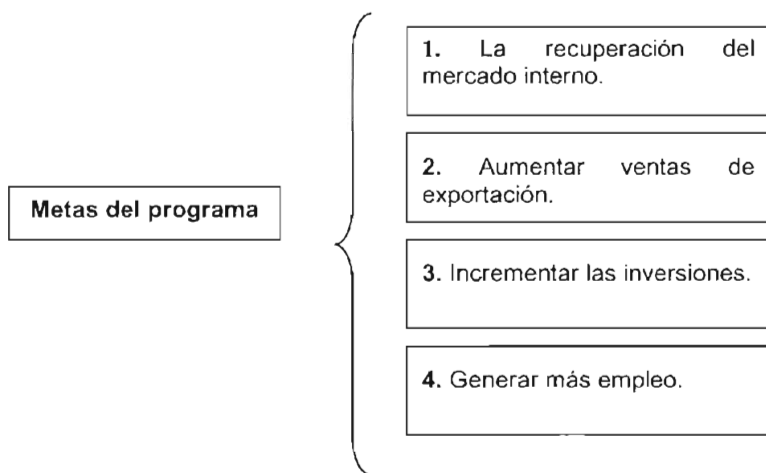 Metas del programa
1. La recuperación del
mercado interno.
2. Aumentar ventas de
exportación.
3. Incrementar las inversiones.
4. Generar más empleo.